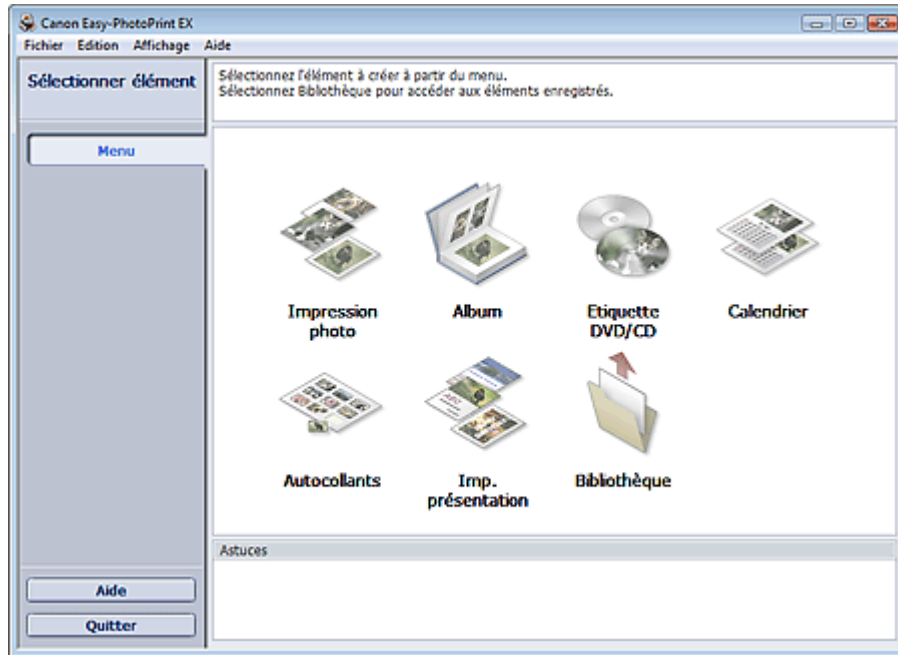 Canon Easy-PhotoPrint EX
Fichier Edition Affichage Aide
Sélectionner élément
Sélectionnez l'élément à créer à partir du menu.
Sélectionnez Bibliothèque pour accéder aux éléments enregistrés.
Menu
Impression
photo
Album
Etiquette
DVD/CD
Calendrier
Autocollants
Imp.
présentation
Bibliothèque
Astuces
Aide
Quitter